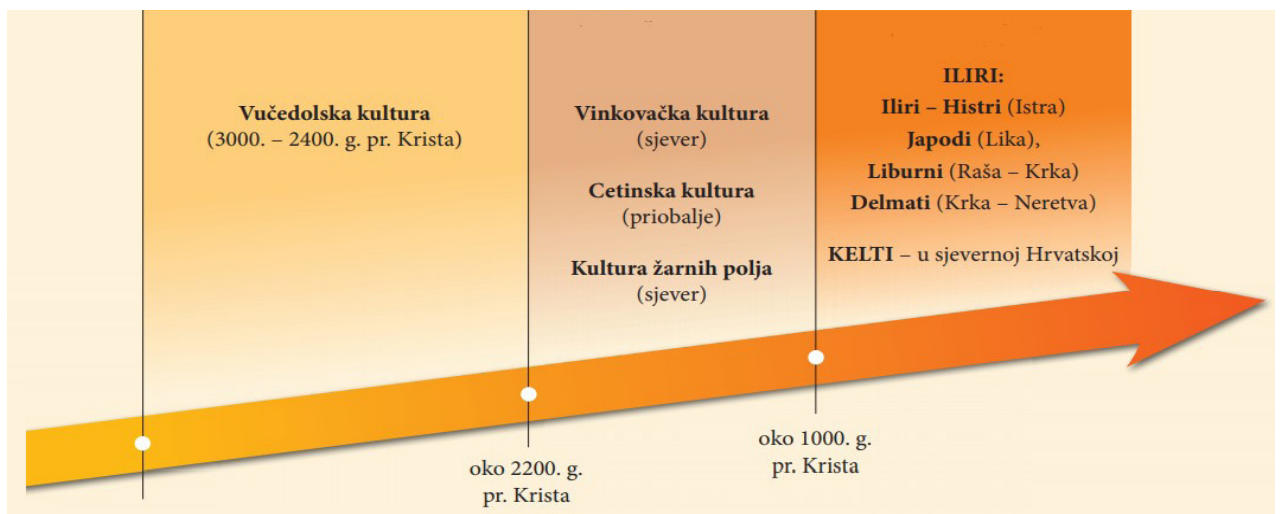 Vučedolska kultura
(3000. – 2400. g. pr. Krista)
Vinkovačka kultura
(sjever)
Cetinska kultura
(priobalje)
Kultura žarnih polja
(sjever)
ILIRI:
Iliri – Histri (Istra)
Japodi (Lika),
Liburni (Raša – Krka)
Delmati (Krka – Neretva)
KELTI – u sjevernoj Hrvatskoj
oko 2200. g.
pr. Krista
oko 1000. g.
pr. Krista